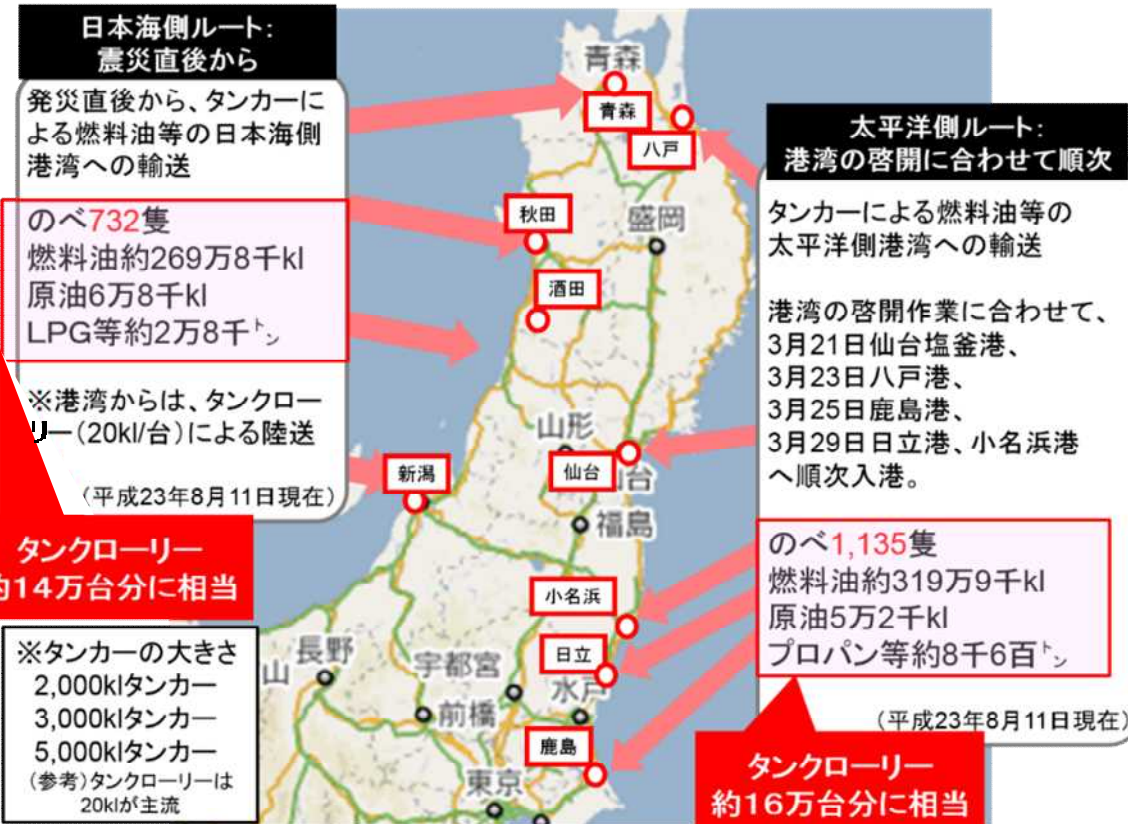 日本海側ルート:
震災直後から
発災直後から、タンカーに
よる燃料油等の日本海側
港湾への輸送
のべ732隻
燃料油約269万8千kl
原油6万8千kl
LPG等約2万8千トン
※港湾からは、タンクロー
リー(20kl/台)による陸送
(平成23年8月11日現在)
タンクローリー
約14万台分に相当
※タンカーの大きさ
2,000klタンカー
3,000klタンカー
5,000klタンカー
(参考)タンクローリーは
20klが主流
青森
青森
八戸
秋田
盛岡
酒田
山形
仙台
台
新潟
福島
小名浜
日立
山
長野
宇都宮
水戸
前橋
鹿島
東京
太平洋側ルート:
港湾の啓開に合わせて順次
タンカーによる燃料油等の
太平洋側港湾への輸送
港湾の啓開作業に合わせて、
3月21日仙台塩釜港、
3月23日八戸港、
3月25日鹿島港、
3月29日日立港、小名浜港
へ順次入港。
のべ1,135隻
燃料油約319万9千kl
原油5万2千kl
プロパン等約8千6百トン
(平成23年8月11日現在)
タンクローリー
約16万台分に相当